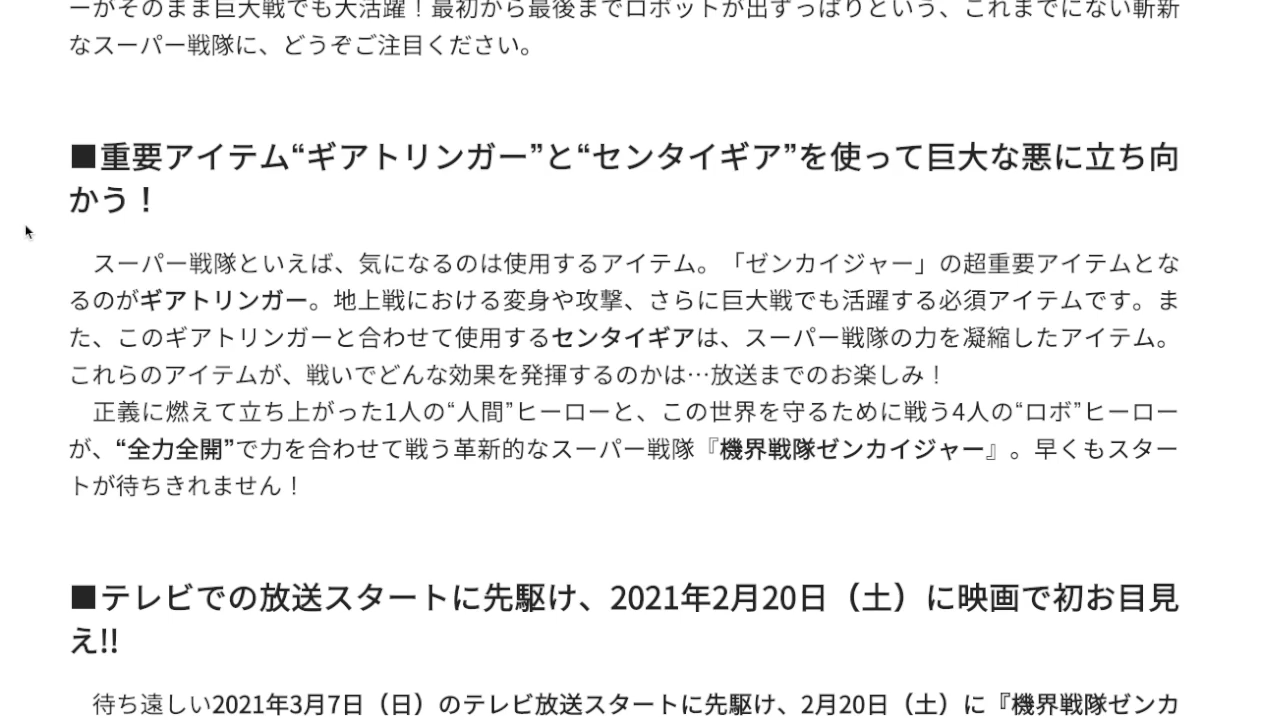 ーがそのまま巨大戦でも大活躍！最初から最後までロボットが出ずっぱりという、これまでにない斬新
なスーパー戦隊に、どうぞご注目ください。
■重要アイテム“ギアトリンガー”と“センタイギア”を使って巨大な悪に立ち向
かう！
　スーパー戦隊といえば、気になるのは使用するアイテム。「ゼンカイジャー」の超重要アイテムとな
るのがギアトリンガー。地上戦における変身や攻撃、さらに巨大戦でも活躍する必須アイテムです。ま
た、このギアトリンガーと合わせて使用するセンタイギアは、スーパー戦隊の力を凝縮したアイテム。
これらのアイテムが、戦いでどんな効果を発揮するのかは…放送までのお楽しみ！
　正義に燃えて立ち上がった1人の“人間”ヒーローと、この世界を守るために戦う4人の“ロボ”ヒーロー
が、“全力全開”で力を合わせて戦う革新的なスーパー戦隊『機界戦隊ゼンカイジャー』。早くもスター
トが待ちきれません！
■テレビでの放送スタートに先駆け、2021年2月20日（土）に映画で初お目見
え!!
　待ち遠しい2021年3月7日（日）のテレビ放送スタートに先駆け、2月20日（土）に『機界戦隊ゼンカ